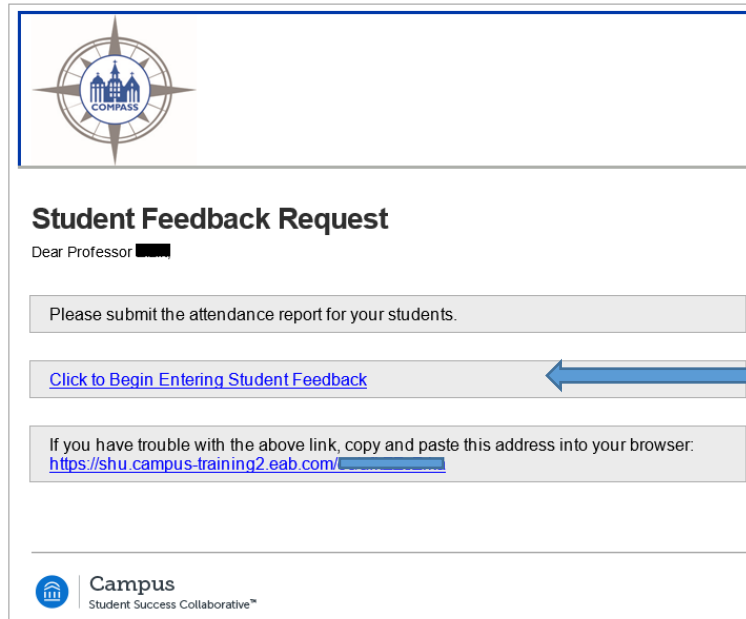 COMPASS
Student Feedback Request
Dear Professor
Please submit the attendance report for your students.
Click to Begin Entering Student Feedback
If you have trouble with the above link, copy and paste this address into your browser:
https://shu.campus-training2.eab.com/
Campus
Student Success Collaborative™